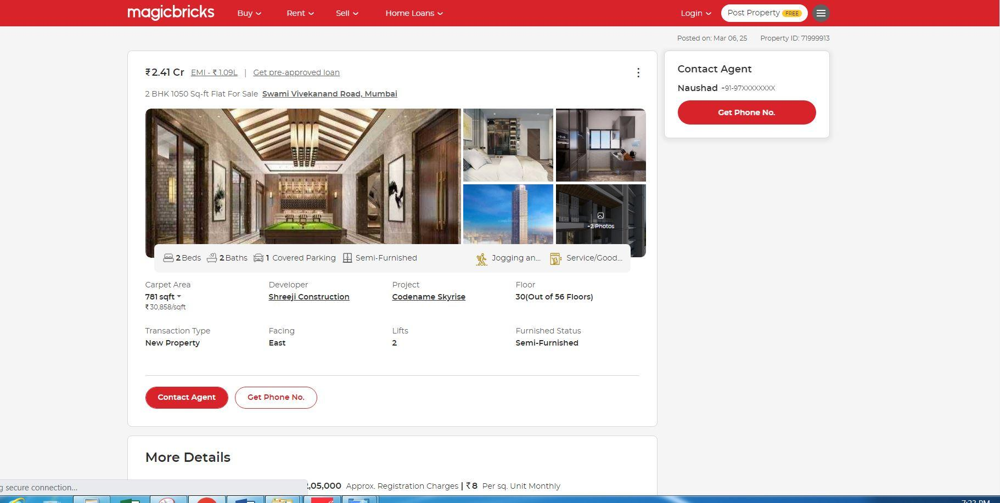 magicbricks Buy Rent Sell Home Loans Login Post Property FREE
Posted on: Mar 06, 25 Property ID: 71999913
₹2.41 Cr EMI - ₹ 1.09L | Get pre-approved loan
2 BHK 1050 Sq-ft Flat For Sale Swami Vivekanand Road, Mumbai
Contact Agent
Naushad +91-97XXXXXXXX
Get Phone No.
+2 Photos
2 Beds 2 Baths 1 Covered Parking Semi-Furnished Jogging an... Service/Good...
Carpet Area Developer Project Floor
781 sqft Shreeji Construction Codename Skyrise 30(Out of 56 Floors)
₹ 30,858/sqft
Transaction Type Facing Lifts Furnished Status
New Property East 2 Semi-Furnished
Contact Agent Get Phone No.
More Details
,05,000 Approx. Registration Charges | ₹ 8 Per sq. Unit Monthly
g secure connection...